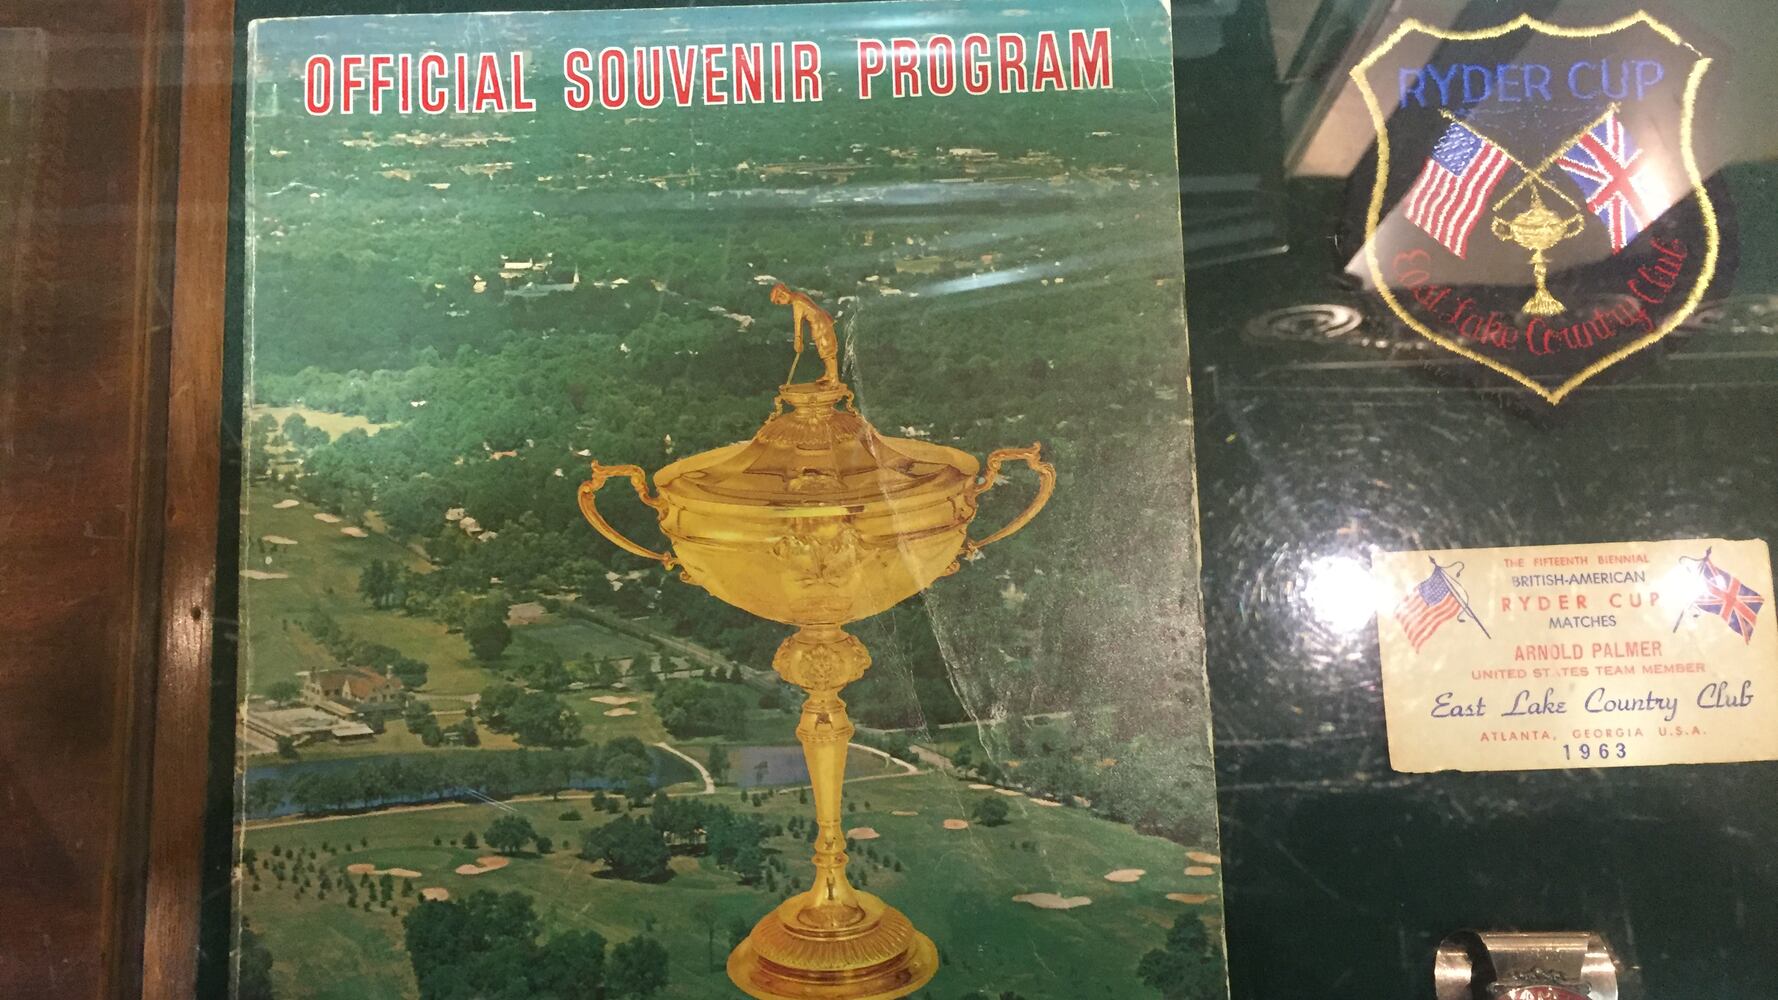 OFFICIAL SOUVENIR PROGRAM
RYDER CUP
East Lake Country Club
THE FIFTEENTH BIENNIAL
BRITISH-AMERICAN
RYDER CUP
MATCHES
ARNOLD PALMER
UNITED STATES TEAM MEMBER
East Lake Country Club
ATLANTA, GEORGIA U.S.A.
1963